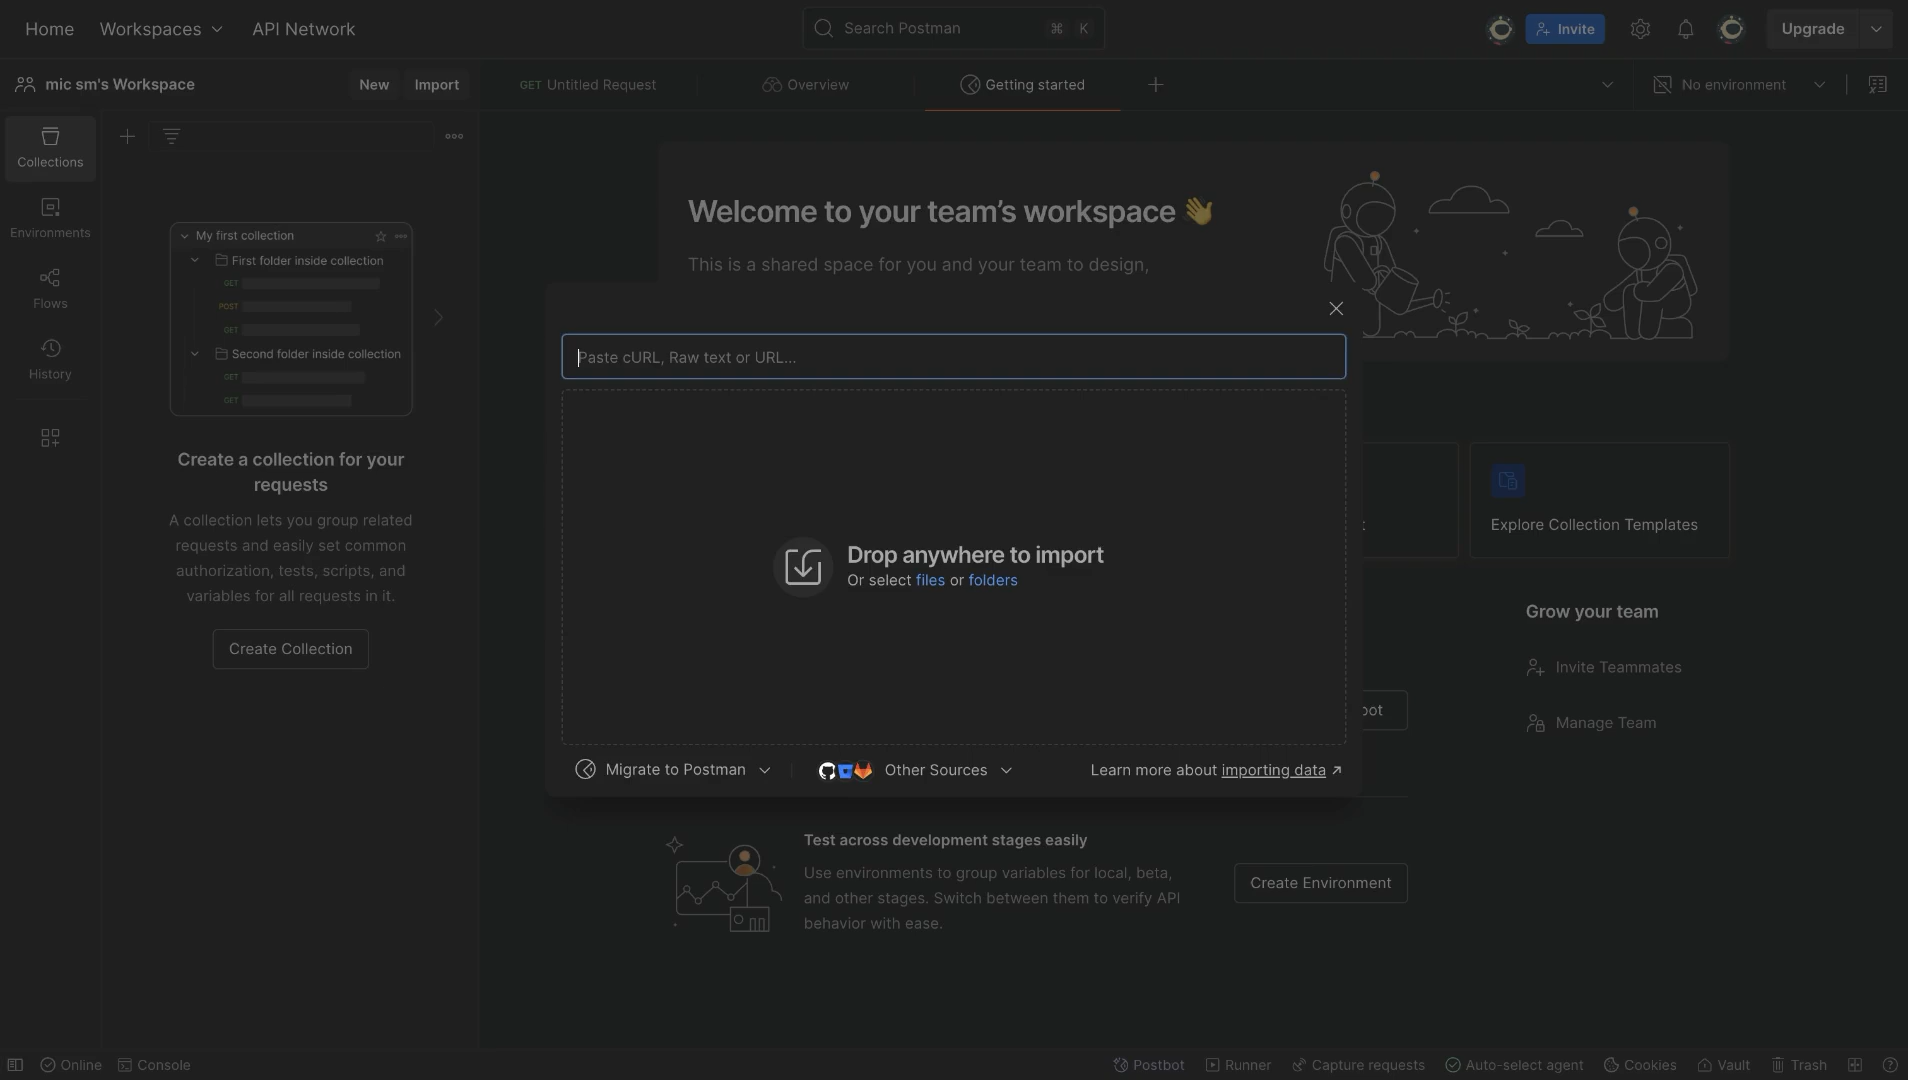 Home
Workspaces
API Network
Search Postman
⌘ K
Invite
Upgrade
mic sm's Workspace
New
Import
GET Untitled Request
Overview
Getting started
No environment
Collections
Environments
Flows
History
My first collection
First folder inside collection
GET
POST
GET
Second folder inside collection
GET
GET
Create a collection for your
requests
A collection lets you group related
requests and easily set common
authorization, tests, scripts, and
variables for all requests in it.
Create Collection
Welcome to your team’s workspace 👋
This is a shared space for you and your team to design,
Paste cURL, Raw text or URL...
Drop anywhere to import
Or select files or folders
Migrate to Postman
Other Sources
Learn more about importing data ↗
Explore Collection Templates
Grow your team
Invite Teammates
Manage Team
Test across development stages easily
Use environments to group variables for local, beta,
and other stages. Switch between them to verify API
behavior with ease.
Create Environment
Online
Console
Postbot
Runner
Capture requests
Auto-select agent
Cookies
Vault
Trash